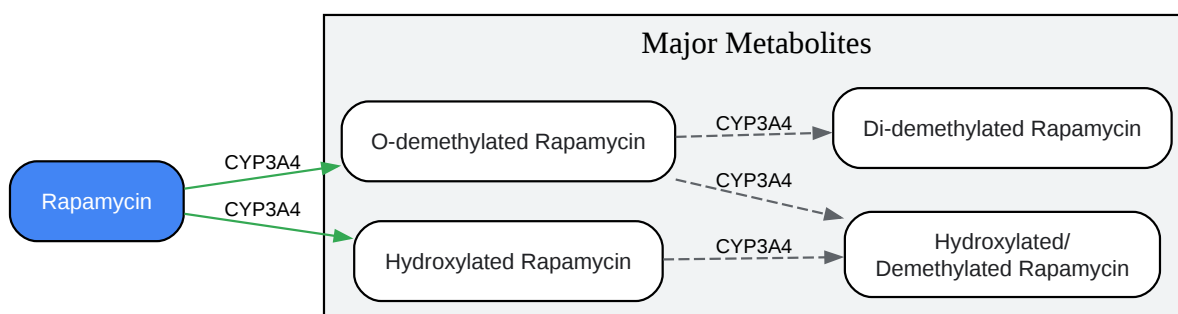 Major Metabolites
Rapamycin
CYP3A4
CYP3A4
O-demethylated Rapamycin
Hydroxylated Rapamycin
CYP3A4
CYP3A4
CYP3A4
Di-demethylated Rapamycin
Hydroxylated/
Demethylated Rapamycin